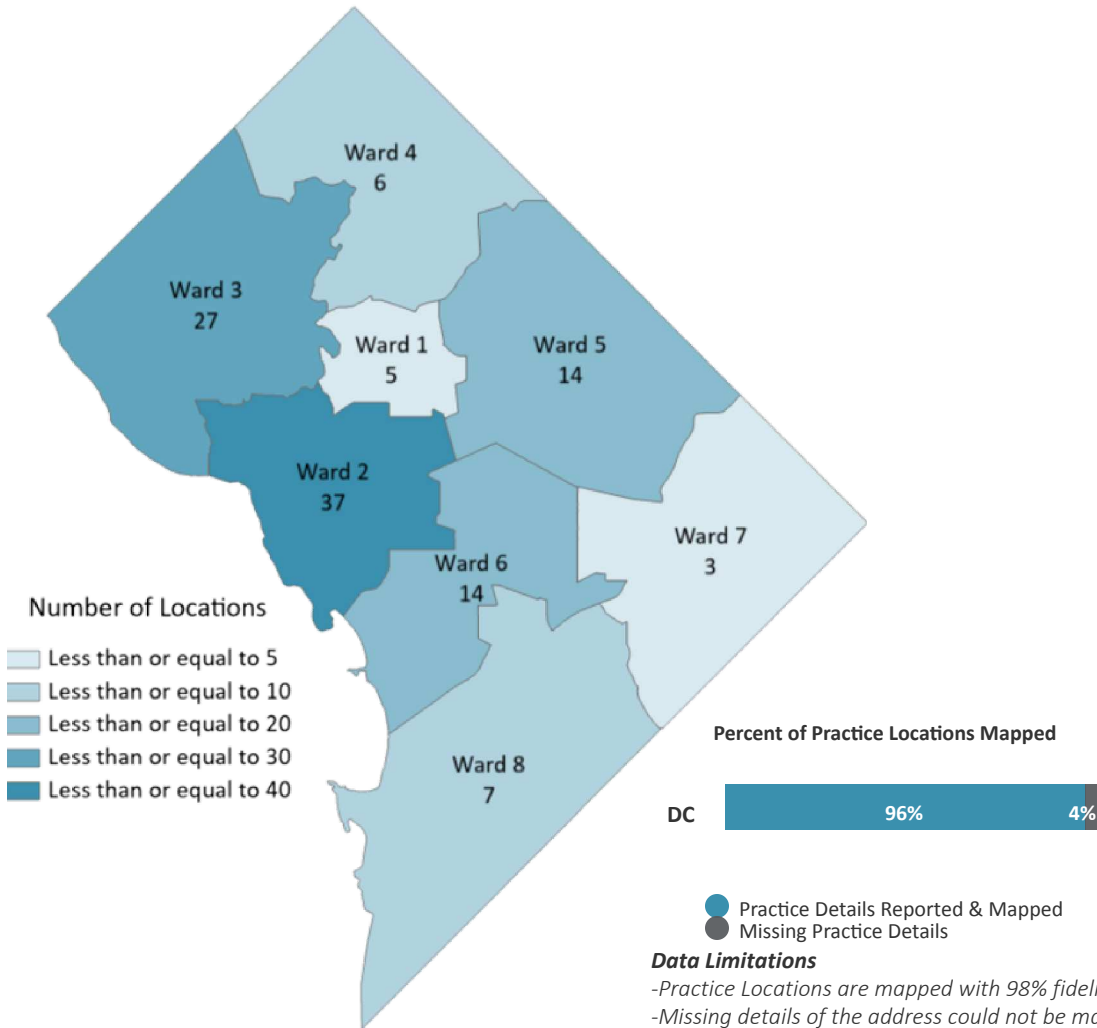 Ward 4
6
Ward 3
27
Ward 1
5
Ward 5
14
Ward 2
37
Ward 7
3
Ward 6
14
Ward 8
7
Number of Locations
Less than or equal to 5
Less than or equal to 10
Less than or equal to 20
Less than or equal to 30
Less than or equal to 40
Percent of Practice Locations Mapped
DC 96% 4%
Practice Details Reported & Mapped
Missing Practice Details
Data Limitations
-Practice Locations are mapped with 98%
-Missing details of the address could not be